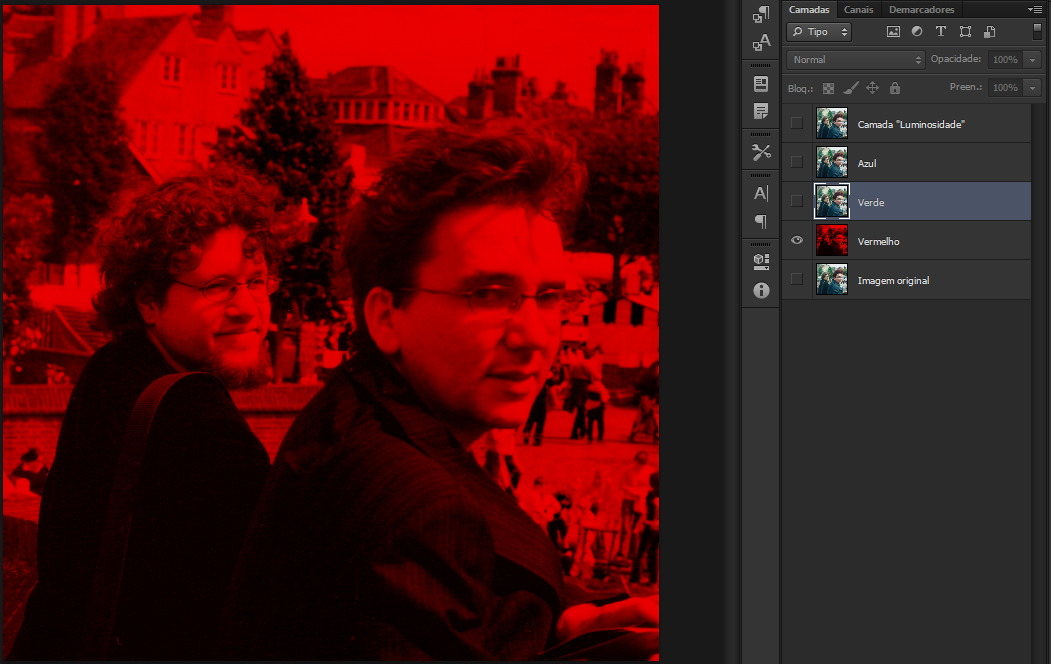 Camadas Canais Demarcadores
Tipo T
Normal Opacidade: 100%
Bloq.: Preen.: 100%
Camada "Luminosidade"
Azul
Verde
Vermelho
Imagem original